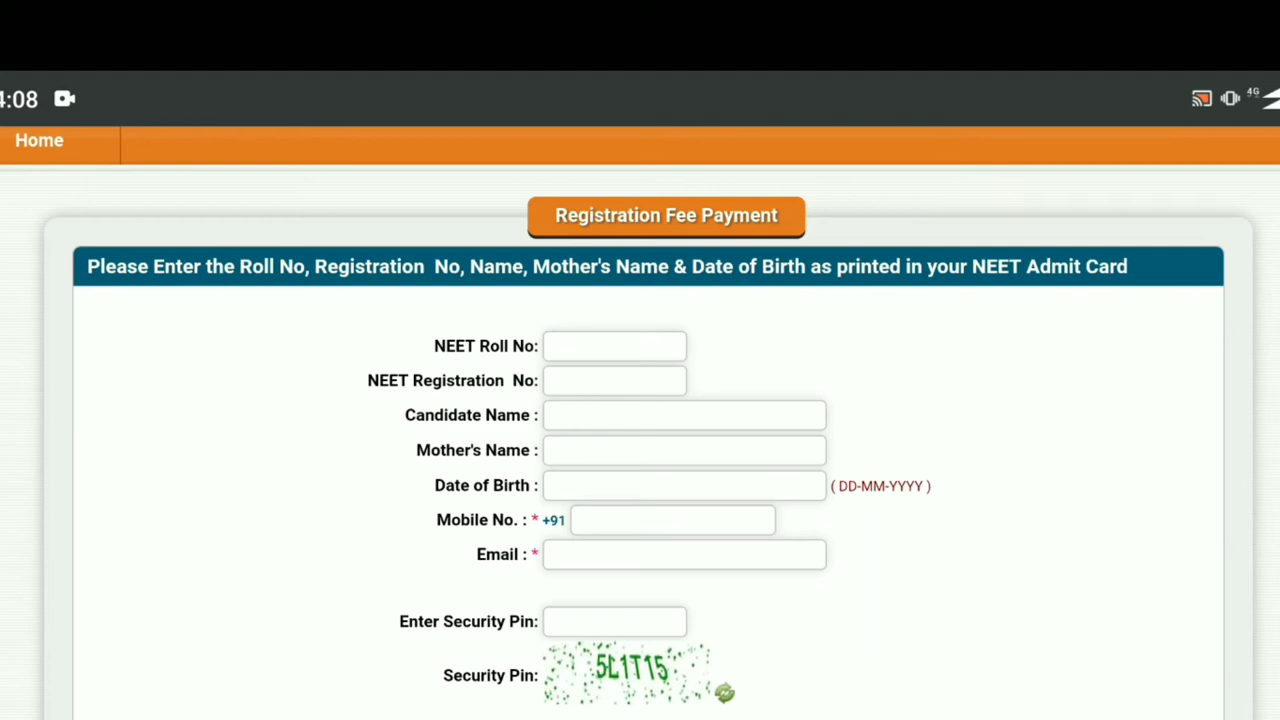 4:08
4G
Home
Registration Fee Payment
Please Enter the Roll No, Registration No, Name, Mother's Name & Date of Birth as printed in your NEET Admit Card
NEET Roll No:
NEET Registration No:
Candidate Name :
Mother's Name :
Date of Birth : ( DD-MM-YYYY )
Mobile No. : * +91
Email : *
Enter Security Pin:
Security Pin: 5L1T15